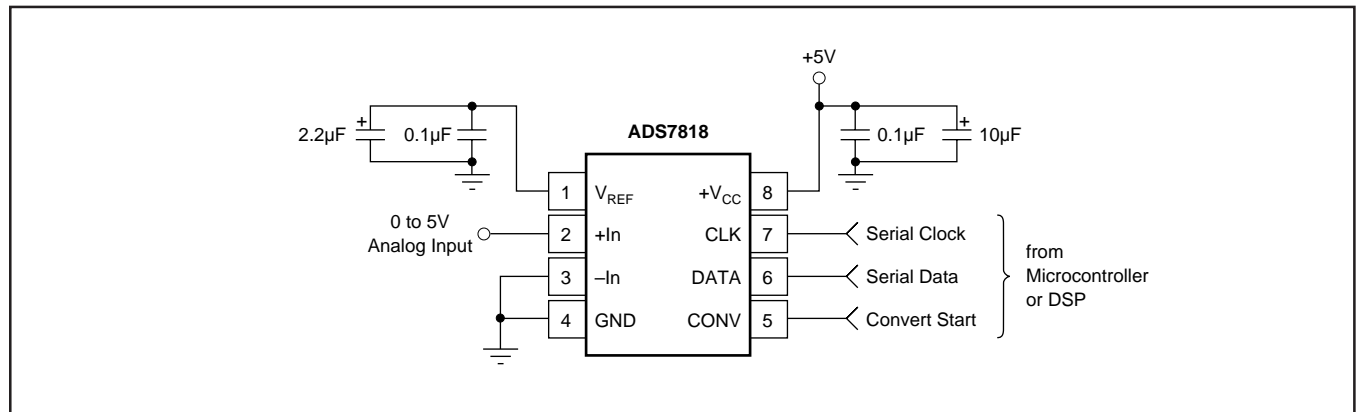 +5V
2.2µF
+
0.1µF
ADS7818
0.1µF
+
10µF
1
V_REF
+V_CC
8
0 to 5V
Analog Input
2
+In
CLK
7
Serial Clock
3
–In
DATA
6
Serial Data
4
GND
CONV
5
Convert Start
from
Microcontroller
or DSP